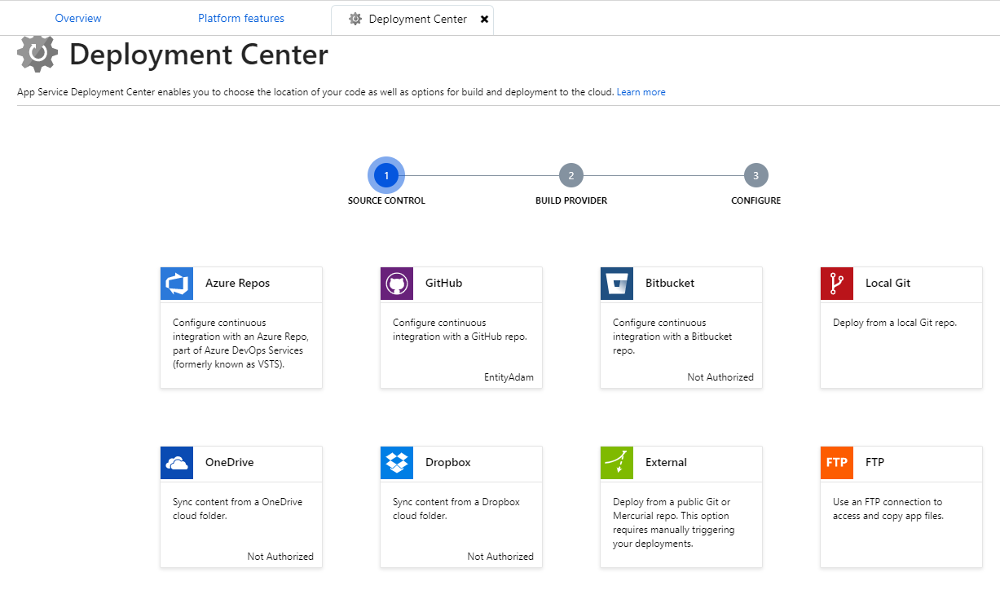 Overview
Platform features
Deployment Center
Deployment Center
App Service Deployment Center enables you to choose the location of your code as well as options for build and deployment to the cloud. Learn more
1
2
3
SOURCE CONTROL
BUILD PROVIDER
CONFIGURE
Azure Repos
Configure continuous
integration with an Azure Repo,
part of Azure DevOps Services
(formerly known as VSTS).
GitHub
Configure continuous
integration with a GitHub repo.
EntityAdam
Bitbucket
Configure continuous
integration with a Bitbucket
repo.
Not Authorized
Local Git
Deploy from a local Git repo.
OneDrive
Sync content from a OneDrive
cloud folder.
Not Authorized
Dropbox
Sync content from a Dropbox
cloud folder.
Not Authorized
External
Deploy from a public Git or
Mercurial repo. This option
requires manually triggering
your deployments.
FTP
FTP
Use an FTP connection to
access and copy app files.